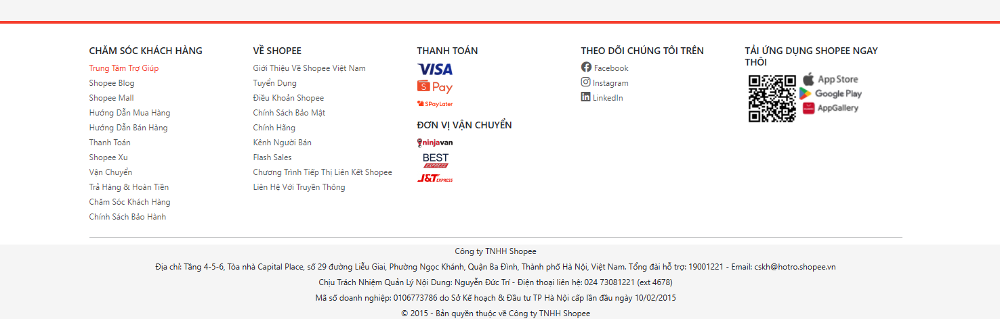 CHĂM SÓC KHÁCH HÀNG
Trung Tâm Trợ Giúp
Shopee Blog
Shopee Mall
Hướng Dẫn Mua Hàng
Hướng Dẫn Bán Hàng
Thanh Toán
Shopee Xu
Vận Chuyển
Trả Hàng & Hoàn Tiền
Chăm Sóc Khách Hàng
Chính Sách Bảo Hành
VỀ SHOPEE
Giới Thiệu Về Shopee Việt Nam
Tuyển Dụng
Điều Khoản Shopee
Chính Sách Bảo Mật
Chính Hãng
Kênh Người Bán
Flash Sales
Chương Trình Tiếp Thị Liên Kết Shopee
Liên Hệ Với Truyền Thông
THANH TOÁN
VISA
S Pay
SPayLater
ĐƠN VỊ VẬN CHUYỂN
ninjavan
BEST
EXPRESS
J&T EXPRESS
THEO DÕI CHÚNG TÔI TRÊN
Facebook
Instagram
LinkedIn
TẢI ỨNG DỤNG SHOPEE NGAY
THÔI
App Store
Google Play
AppGallery
Công ty TNHH Shopee
Địa chỉ: Tầng 4-5-6, Tòa nhà Capital Place, số 29 đường Liễu Giai, Phường Ngọc Khánh, Quận Ba Đình, Thành phố Hà Nội, Việt Nam. Tổng đài hỗ trợ: 19001221 - Email: cskh@hotro.shopee.vn
Chịu Trách Nhiệm Quản Lý Nội Dung: Nguyễn Đức Trí - Điện thoại liên hệ: 024 73081221 (ext 4678)
Mã số doanh nghiệp: 0106773786 do Sở Kế hoạch & Đầu tư TP Hà Nội cấp lần đầu ngày 10/02/2015
© 2015 - Bản quyền thuộc về Công ty TNHH Shopee